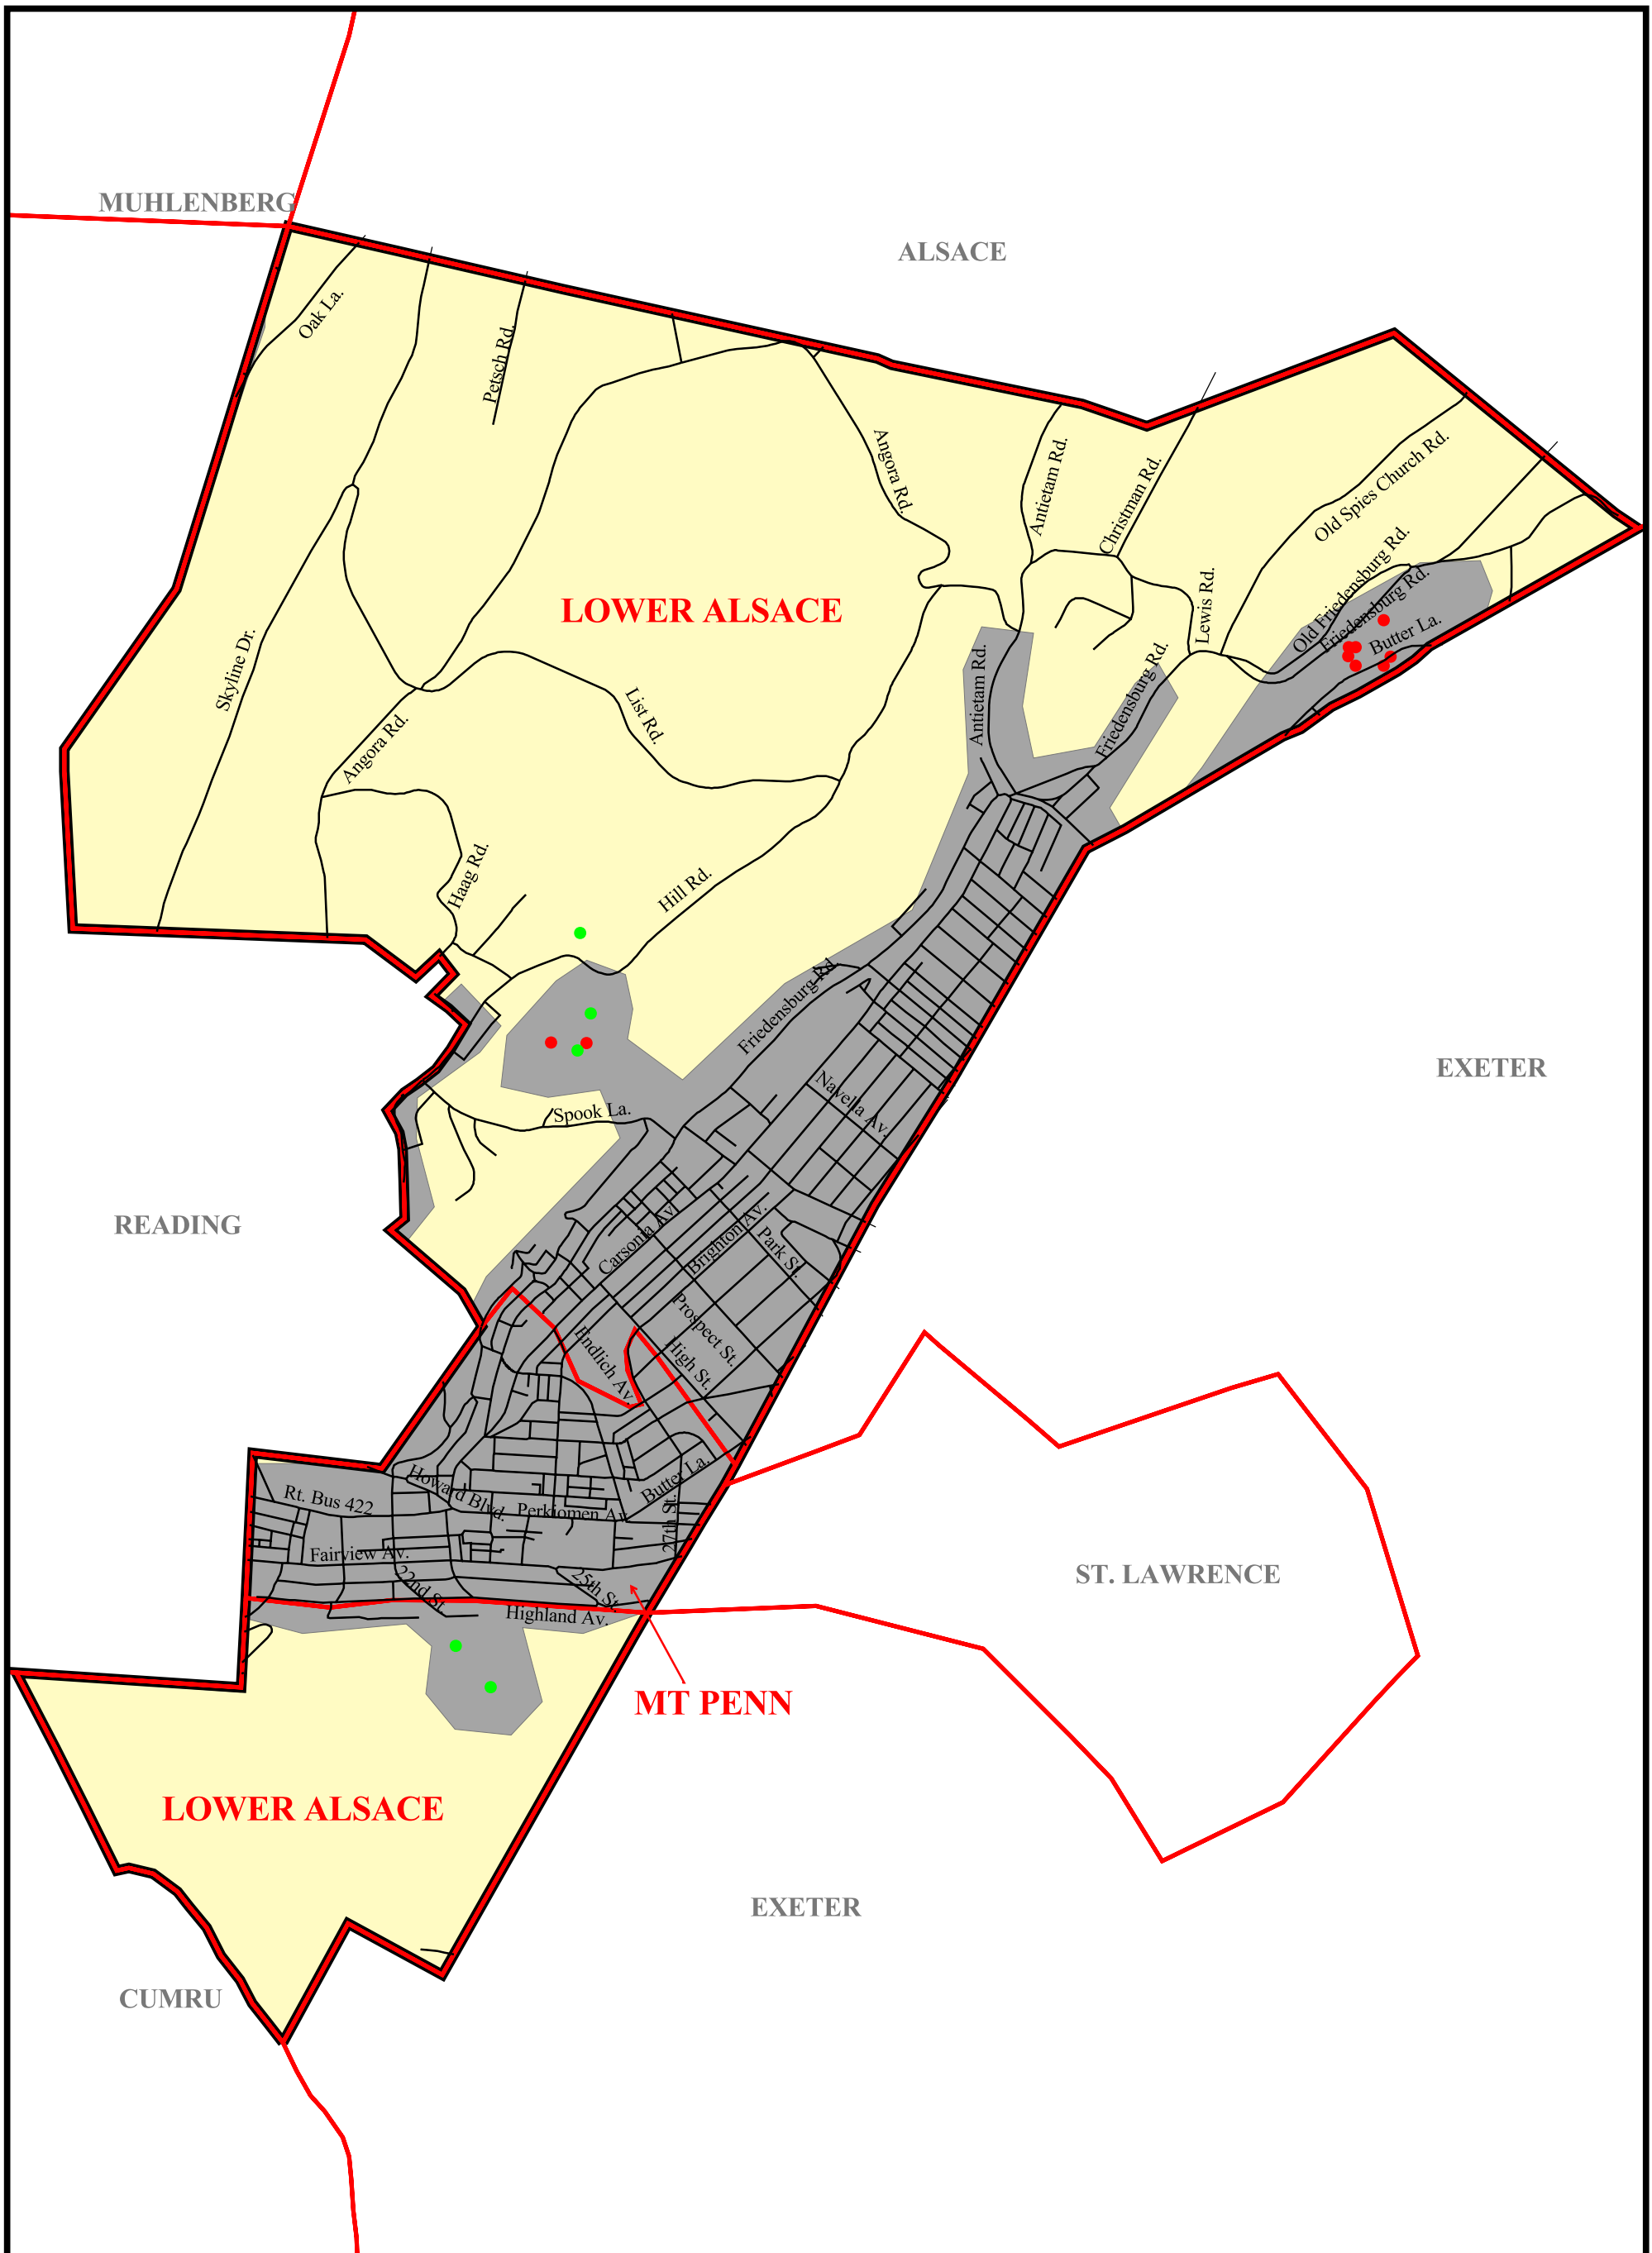 MUHLENBERG
ALSACE
Oak La.
Petsch Rd.
Angora Rd.
Antietam Rd.
Christman Rd.
Old Spies Church Rd.
Old Friedensburg Rd.
Friedensburg Rd.
Butter La.
Lewis Rd.
LOWER ALSACE
Skyline Dr.
Antietam Rd.
Friedensburg Rd.
List Rd.
Angora Rd.
Haag Rd.
Hill Rd.
Friedensburg Rd.
EXETER
Navella Av.
Spook La.
READING
Carsonia Av.
Brighton Av.
Park St.
Prospect St.
High St.
Endlich Av.
Howard Blvd.
Rt. Bus 422
Perkiomen Av.
Butter La.
27th St.
Fairview Av.
22nd St.
25th St.
Highland Av.
ST. LAWRENCE
MT PENN
LOWER ALSACE
EXETER
CUMRU